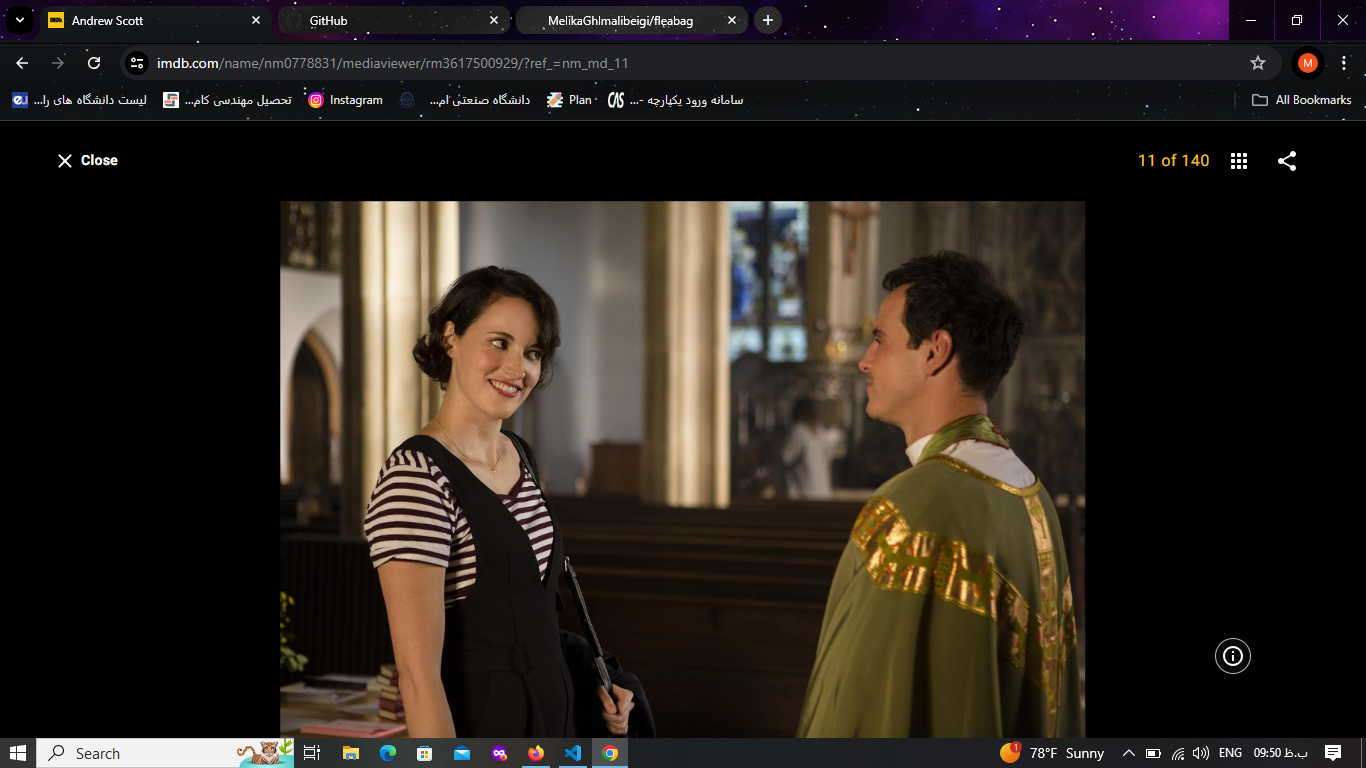 Andrew Scott
GitHub
MelikaGhlmalibeigi/fleabag
imdb.com/name/nm0778831/mediaviewer/rm3617500929/?ref_=nm_md_11
M
لیست دانشگاه های را...
تحصیل مهندسی کام...
Instagram
دانشگاه صنعتی ام...
Plan
CAS
سامانه ورود یکپارچه -...
All Bookmarks
Close
11 of 140
Search
1
78°F Sunny
ENG
09:50 ب.ظ